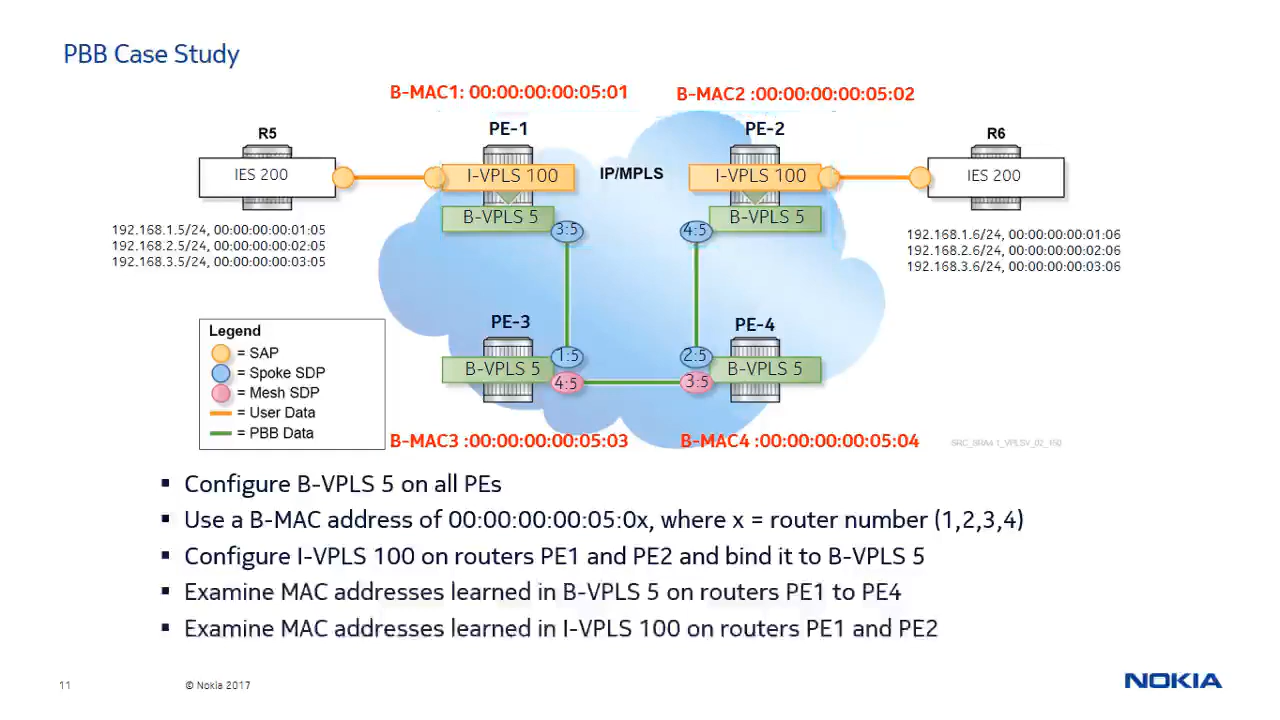 PBB Case Study
B-MAC1: 00:00:00:00:05:01
B-MAC2 :00:00:00:00:05:02
R5
PE-1
PE-2
R6
IES 200
I-VPLS 100
IP/MPLS
I-VPLS 100
IES 200
B-VPLS 5
B-VPLS 5
3:5
4:5
192.168.1.5/24, 00:00:00:00:01:05
192.168.2.5/24, 00:00:00:00:02:05
192.168.3.5/24, 00:00:00:00:03:05
192.168.1.6/24, 00:00:00:00:01:06
192.168.2.6/24, 00:00:00:00:02:06
192.168.3.6/24, 00:00:00:00:03:06
PE-3
PE-4
Legend
= SAP
= Spoke SDP
= Mesh SDP
= User Data
= PBB Data
B-VPLS 5
1:5
4:5
2:5
3:5
B-VPLS 5
B-MAC3 :00:00:00:00:05:03
B-MAC4 :00:00:00:00:05:04
▪ Configure B-VPLS 5 on all PEs
▪ Use a B-MAC address of 00:00:00:00:05:0x, where x = router number (1,2,3,4)
▪ Configure I-VPLS 100 on routers PE1 and PE2 and bind it to B-VPLS 5
▪ Examine MAC addresses learned in B-VPLS 5 on routers PE1 to PE4
▪ Examine MAC addresses learned in I-VPLS 100 on routers PE1 and PE2
11
© Nokia 2017
NOKIA